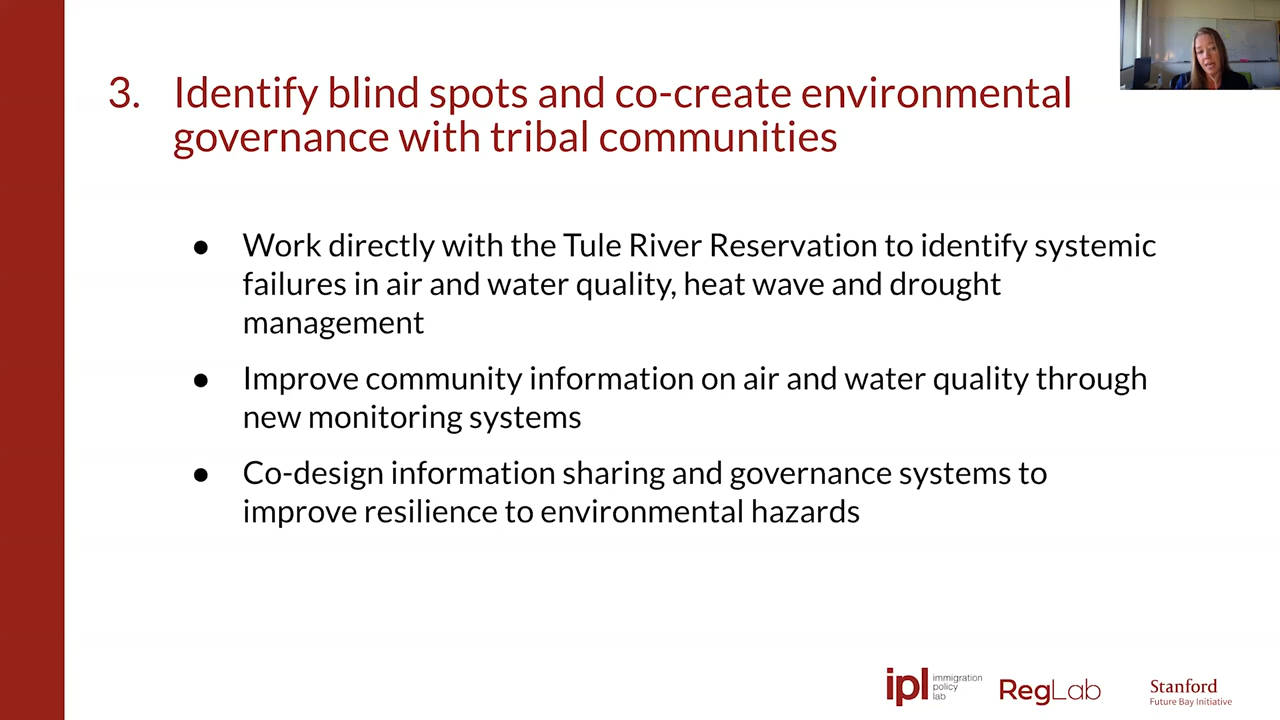 3. Identify blind spots and co-create environmental
governance with tribal communities
● Work directly with the Tule River Reservation to identify systemic
failures in air and water quality, heat wave and drought
management
● Improve community information on air and water quality through
new monitoring systems
● Co-design information sharing and governance systems to
improve resilience to environmental hazards
ipl immigration
policy
lab
RegLab
Stanford
Future Bay Initiative